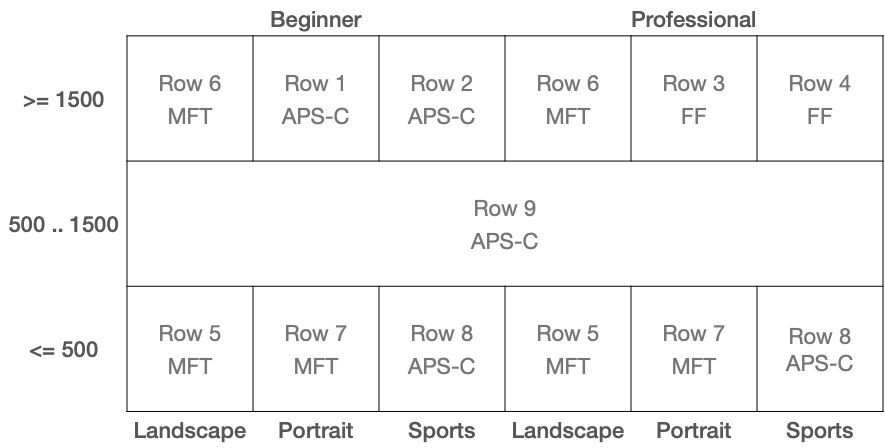 Beginner Professional
>= 1500 Row 6 Row 1 Row 2 Row 6 Row 3 Row 4
MFT APS-C APS-C MFT FF FF
500 .. 1500 Row 9
APS-C
<= 500 Row 5 Row 7 Row 8 Row 5 Row 7 Row 8
MFT MFT APS-C MFT MFT APS-C
Landscape Portrait Sports Landscape Portrait Sports